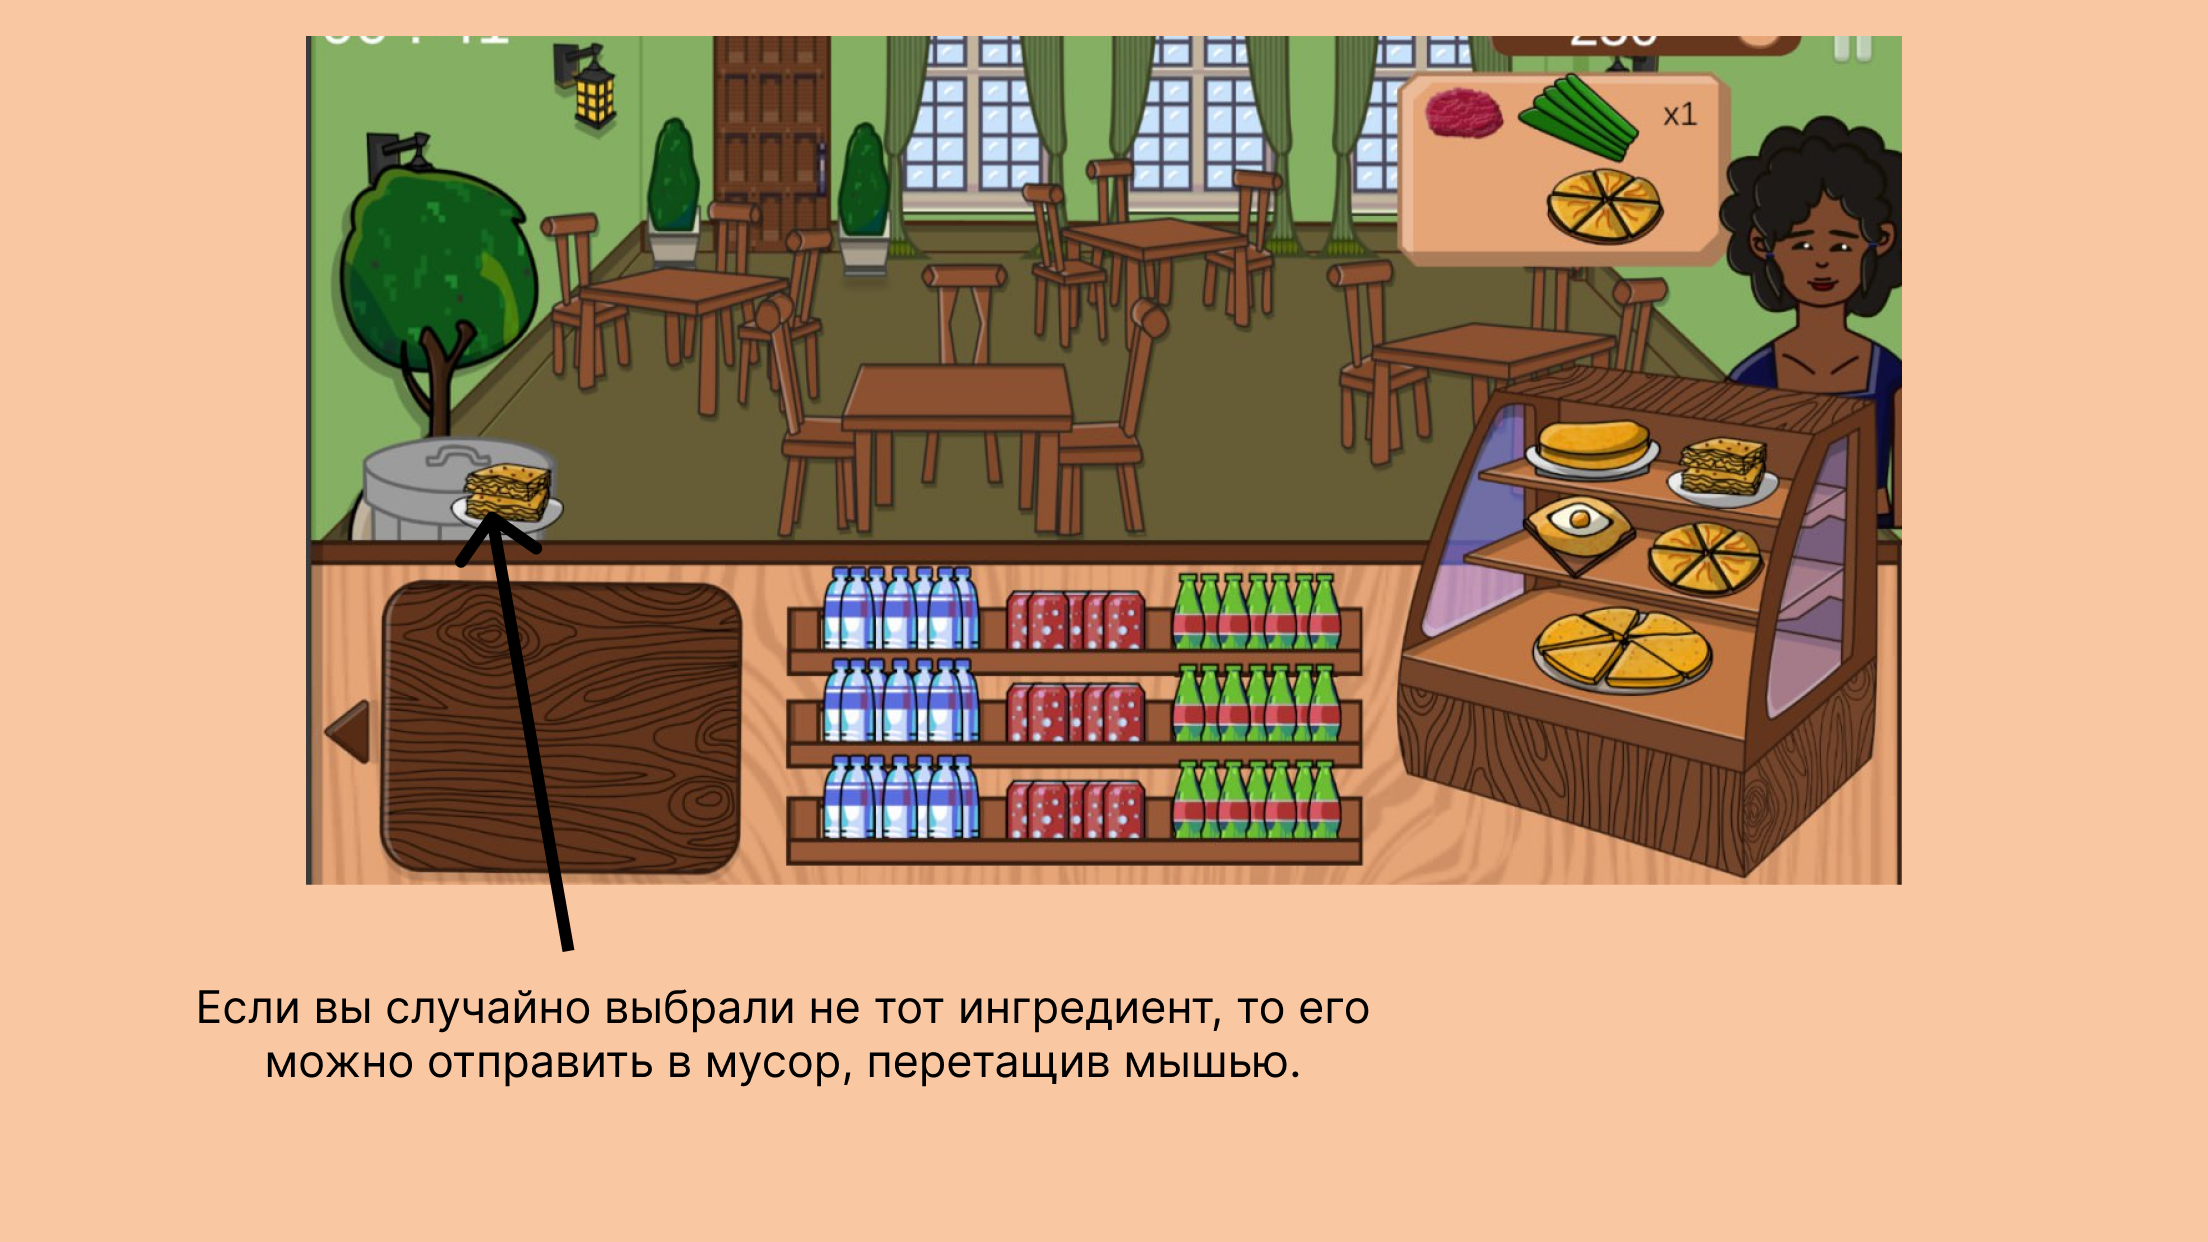 x1
Если вы случайно выбрали не тот ингредиент, то его
можно отправить в мусор, перетащив мышью.